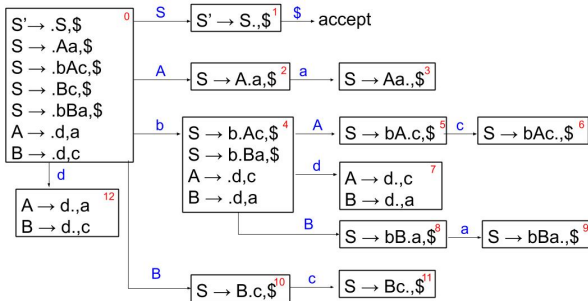 S' → .S,$ 0
S → .Aa,$
S → .bAc,$
S → .Bc,$
S → .bBa,$
A → .d,a
B → .d,c
S
S' → S.,$ 1
$
accept
A
S → A.a,$ 2
a
S → Aa.,$ 3
b
S → b.Ac,$ 4
S → b.Ba,$
A → .d,c
B → .d,a
A
S → bA.c,$ 5
c
S → bAc.,$ 6
d
A → d.,c 7
B → d.,a
d
A → d.,a 12
B → d.,c
B
S → bB.a,$ 8
a
S → bBa.,$ 9
B
S → B.c,$ 10
c
S → Bc.,$ 11